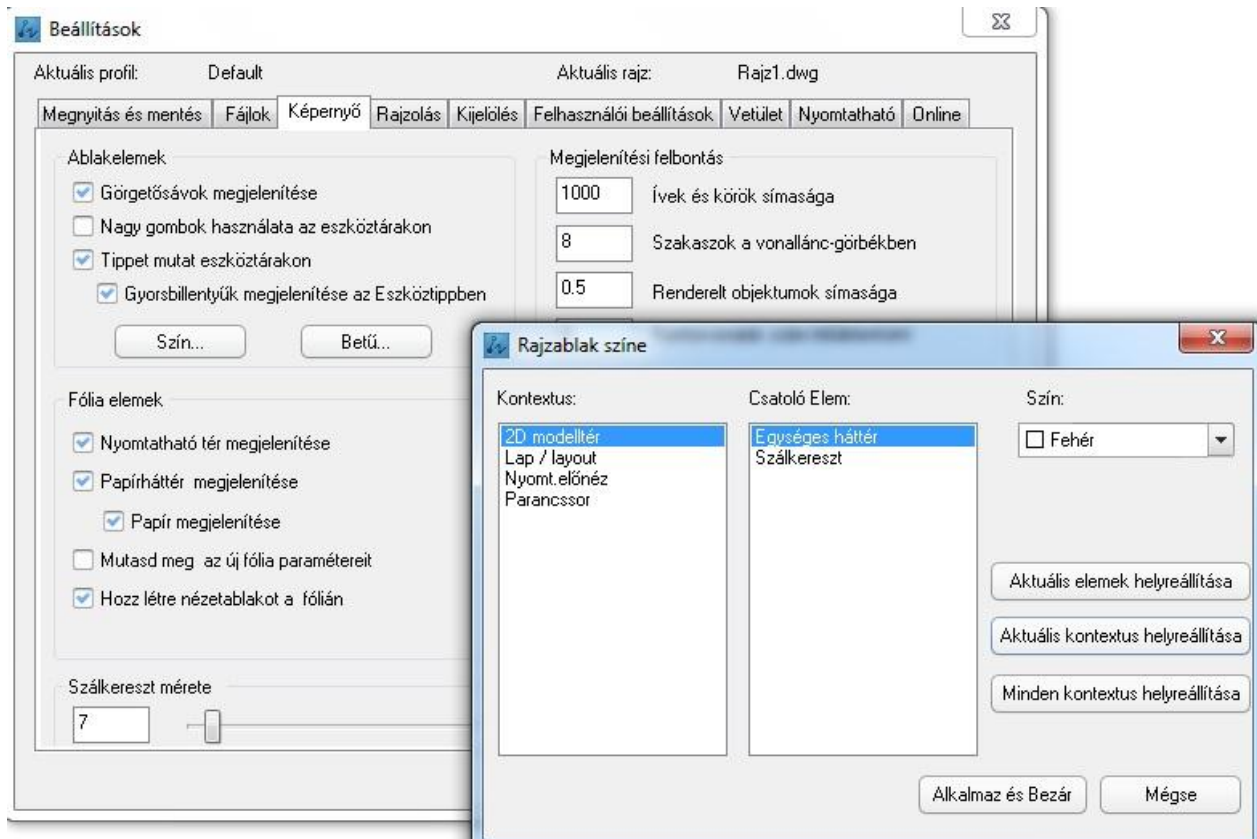 Beállítások
Aktuális profil: Default Aktuális rajz: Rajz1.dwg
Megnyitás és mentés Fájlok Képernyő Rajzolás Kijelölés Felhasználói beállítások Vetület Nyomtatható Online
Ablakelemek
Görgetősávok megjelenítése
Nagy gombok használata az eszköztárakon
Tippet mutat eszköztárakon
Gyorsbillentyűk megjelenítése az Eszköztippben
Szín... Betű...
Megjelenítési felbontás
1000 Ívek és körök símasága
8 Szakaszok a vonallánc-görbékben
0.5 Renderelt objektumok símasága
Fólia elemek
Nyomtatható tér megjelenítése
Papírháttér megjelenítése
Papír megjelenítése
Mutasd meg az új fólia paramétereit
Hozz létre nézetablakot a fólián
Szálkereszt mérete
7
Rajzablak színe
Kontextus:
2D modelltér
Lap / layout
Nyomt.előnéz
Parancssor
Csatoló Elem:
Egységes háttér
Szálkereszt
Szín:
Fehér
Aktuális elemek helyreállítása
Aktuális kontextus helyreállítása
Minden kontextus helyreállítása
Alkalmaz és Bezár Mégse